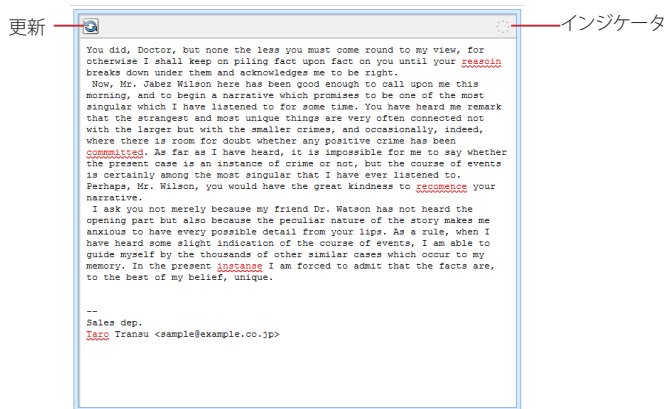 更新
インジケータ
You did, Doctor, but none the less you must come round to my view, for
otherwise I shall keep on piling fact upon fact on you until your reasoin
breaks down under them and acknowledges me to be right.
Now, Mr. Jabez Wilson here has been good enough to call upon me this
morning, and to begin a narrative which promises to be one of the most
singular which I have listened to for some time. You have heard me remark
that the strangest and most unique things are very often connected not
with the larger but with the smaller crimes, and occasionally, indeed,
where there is room for doubt whether any positive crime has been
commmitted. As far as I have heard, it is impossible for me to say whether
the present case is an instance of crime or not, but the course of events
is certainly among the most singular that I have ever listened to.
Perhaps, Mr. Wilson, you would have the great kindness to recomence your
narrative.
I ask you not merely because my friend Dr. Watson has not heard the
opening part but also because the peculiar nature of the story makes me
anxious to have every possible detail from your lips. As a rule, when I
have heard some slight indication of the course of events, I am able to
guide myself by the thousands of other similar cases which occur to my
memory. In the present instanse I am forced to admit that the facts are,
to the best of my belief, unique.
--
Sales dep.
Taro Transu <sample@example.co.jp>